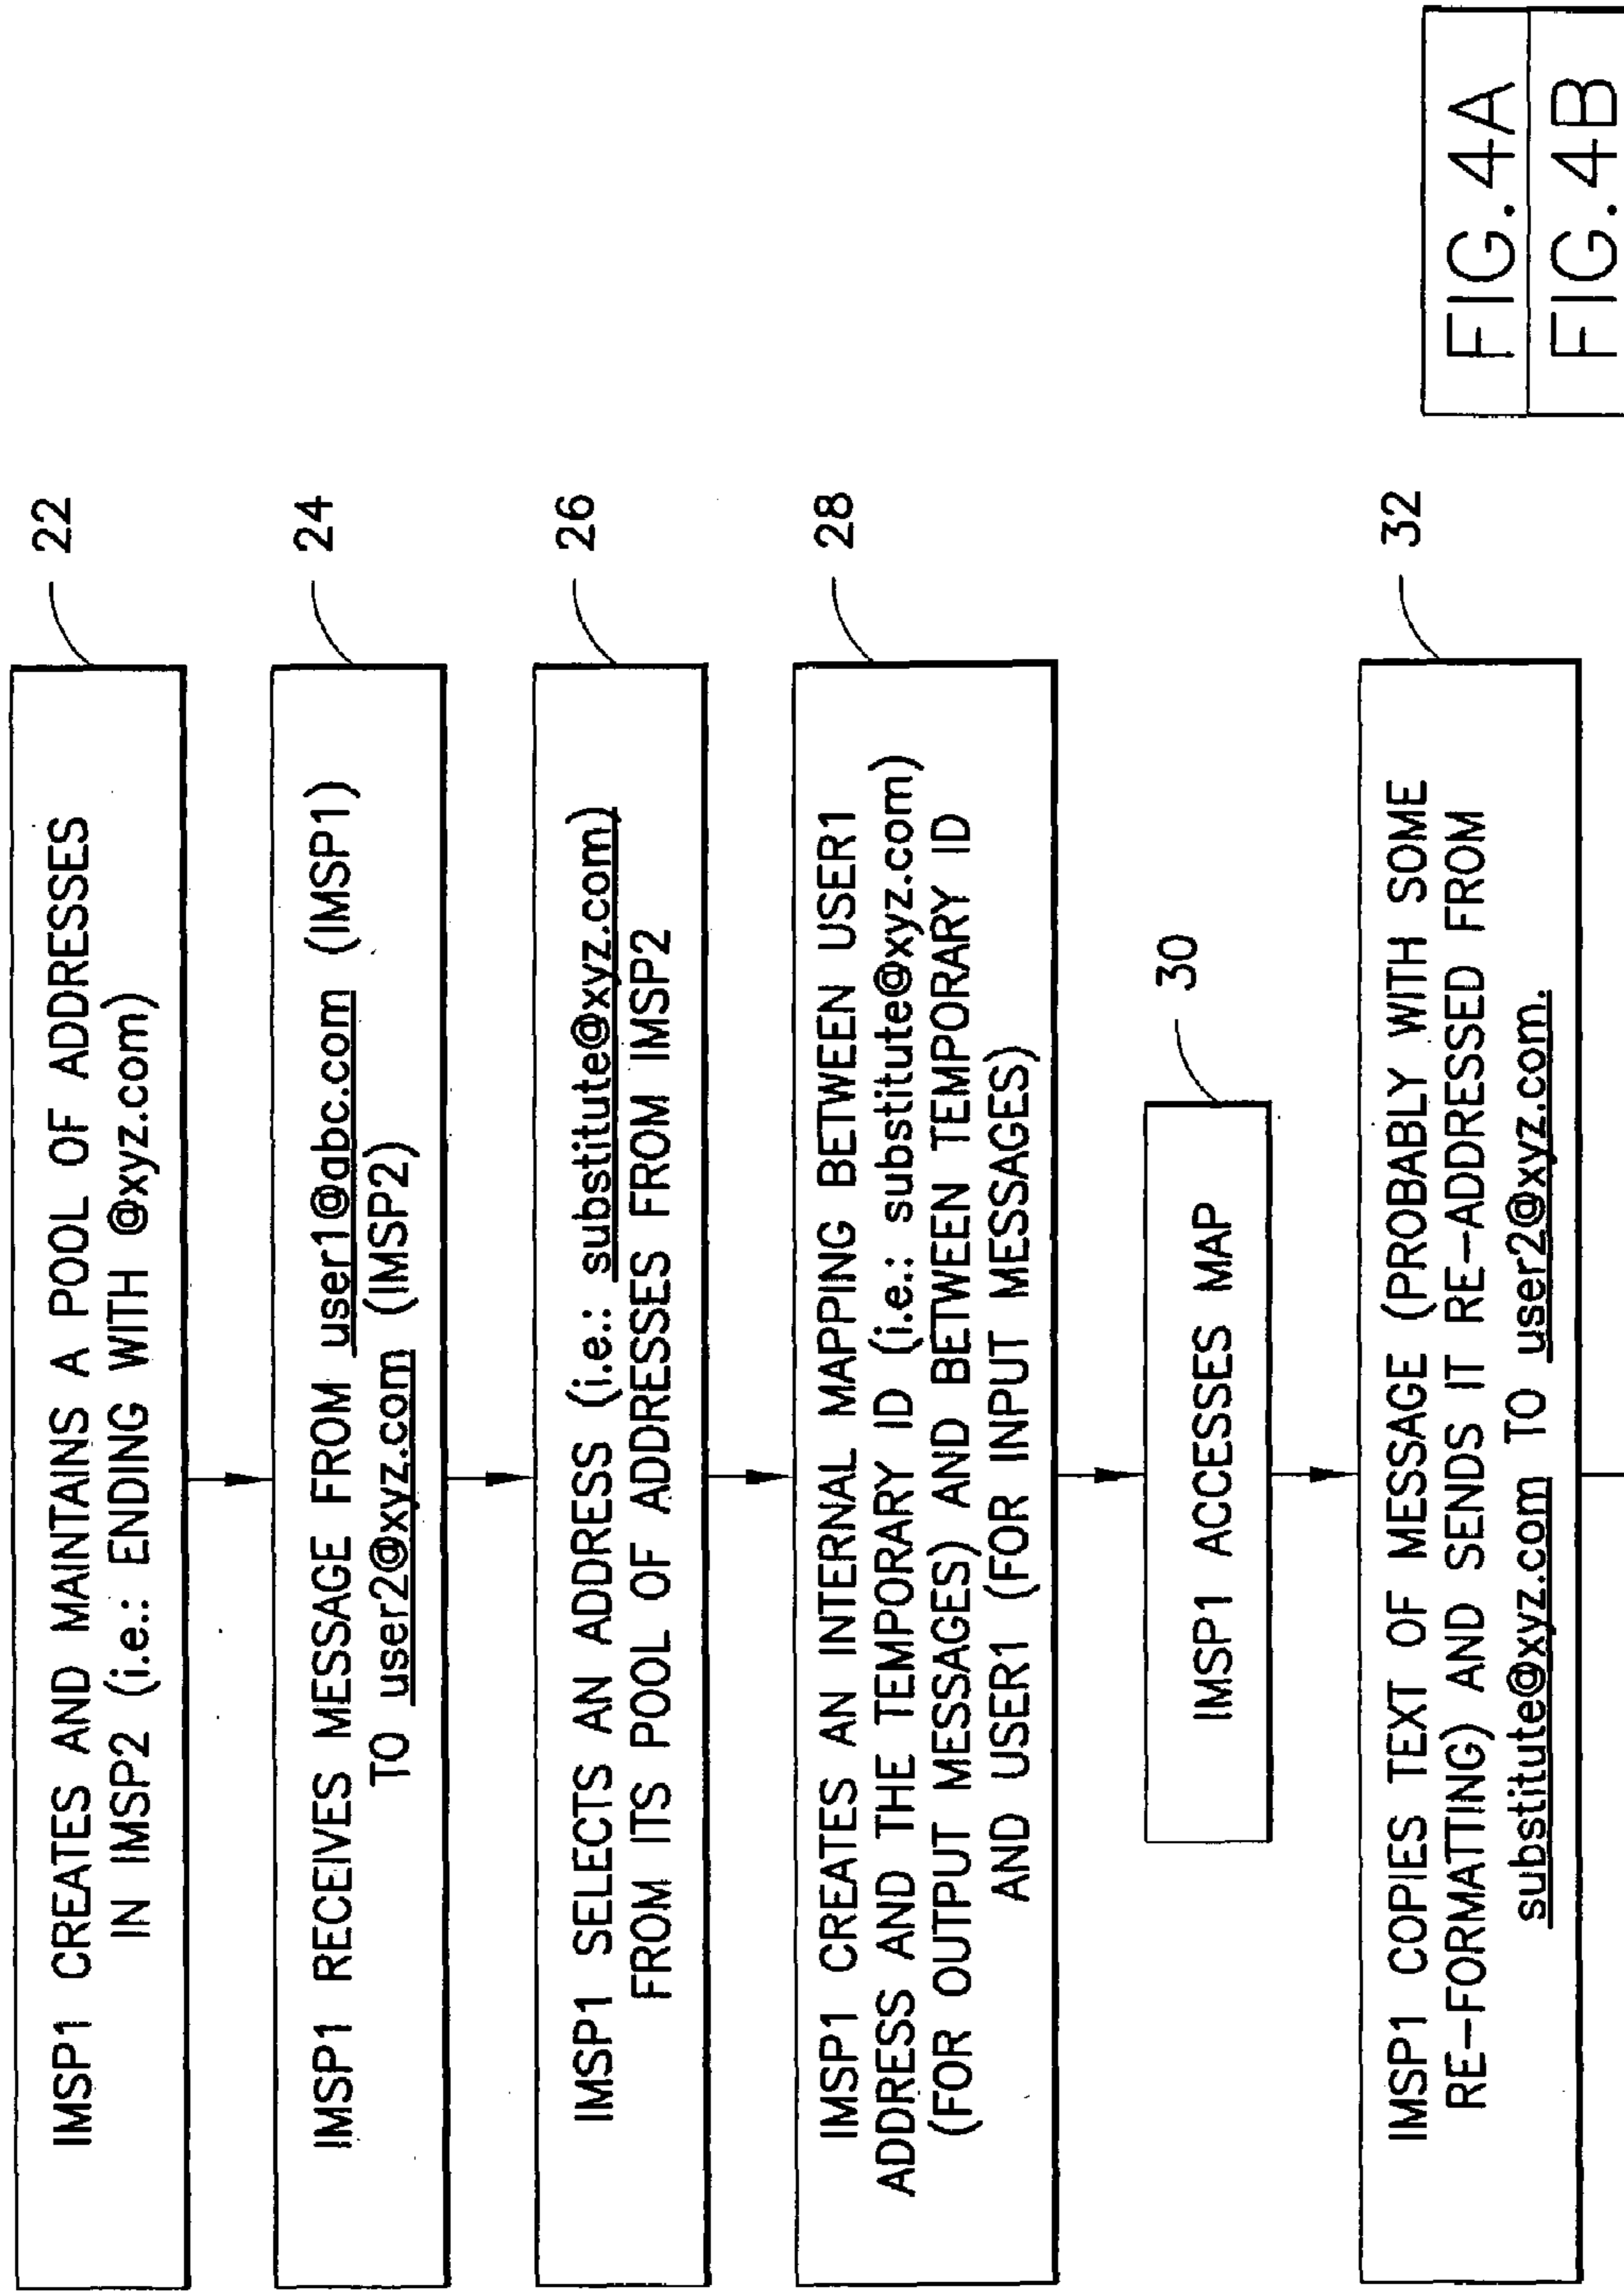 IMSP1 CREATES AND MAINTAINS A POOL OF ADDRESSES
IN IMSP2 (i.e.: ENDING WITH @xyz.com)
22
IMSP1 RECEIVES MESSAGE FROM user1@abc.com (IMSP1)
TO user2@xyz.com (IMSP2)
24
IMSP1 SELECTS AN ADDRESS (i.e.: substitute@xyz.com)
FROM ITS POOL OF ADDRESSES FROM IMSP2
26
IMSP1 CREATES AN INTERNAL MAPPING BETWEEN USER1
ADDRESS AND THE TEMPORARY ID (i.e.: substitute@xyz.com)
(FOR OUTPUT MESSAGES) AND BETWEEN TEMPORARY ID
AND USER1 (FOR INPUT MESSAGES)
28
IMSP1 ACCESSES MAP
30
IMSP1 COPIES TEXT OF MESSAGE (PROBABLY WITH SOME
RE-FORMATTING) AND SENDS IT RE-ADDRESSED FROM
substitute@xyz.com TO user2@xyz.com.
32
FIG.4A
FIG.4B